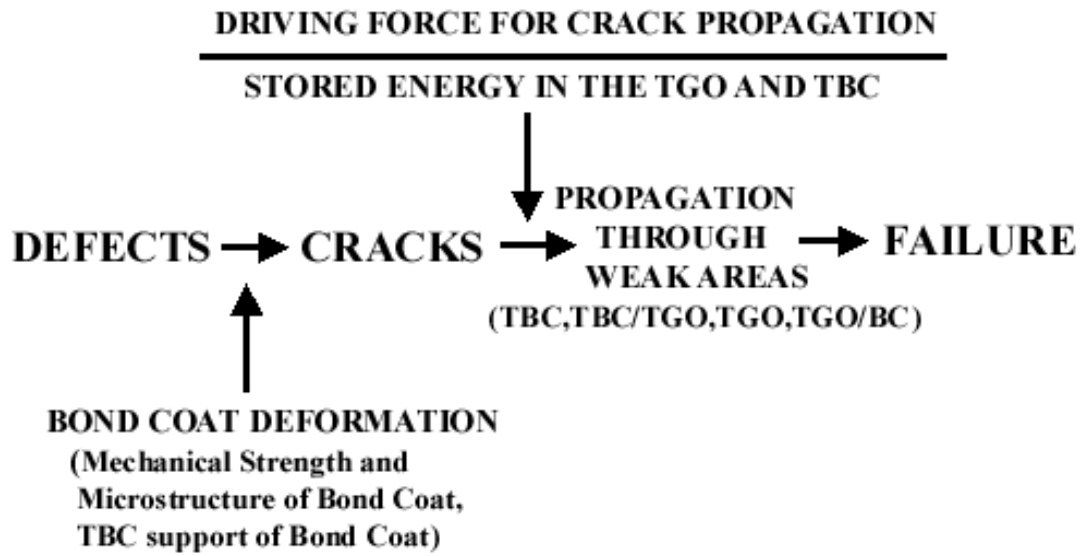 DRIVING FORCE FOR CRACK PROPAGATION
STORED ENERGY IN THE TGO AND TBC
DEFECTS
CRACKS
PROPAGATION
THROUGH
WEAK AREAS
(TBC,TBC/TGO,TGO,TGO/BC)
FAILURE
BOND COAT DEFORMATION
(Mechanical Strength and
Microstructure of Bond Coat,
TBC support of Bond Coat)